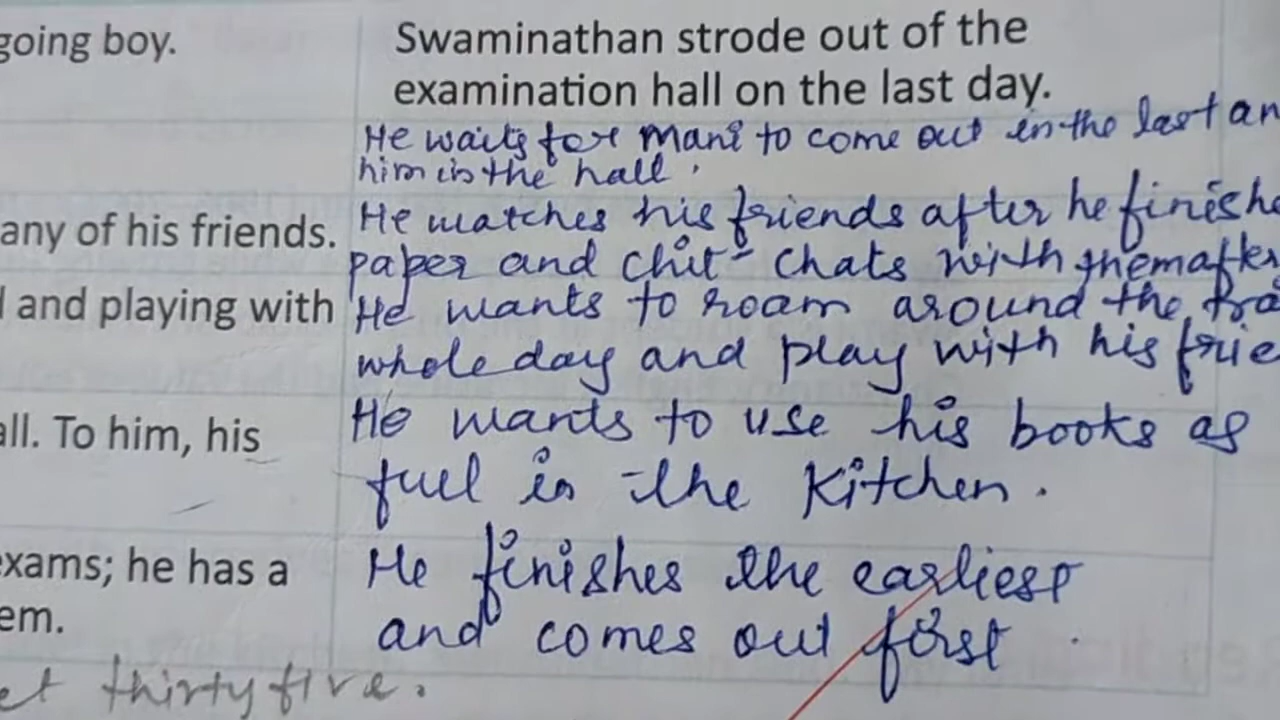 going boy.
Swaminathan strode out of the
examination hall on the last day.
He waits for Mani to come out in the last an
him in the hall.
any of his friends.
He watches his friends after he finishe
paper and chit-chats with them after
and playing with
He wants to roam around the
whole day and play with his frie
all. To him, his
He wants to use his books as
fuel in the kitchen.
exams; he has a
em.
He finishes the earliest
and comes out first
et thirty five.